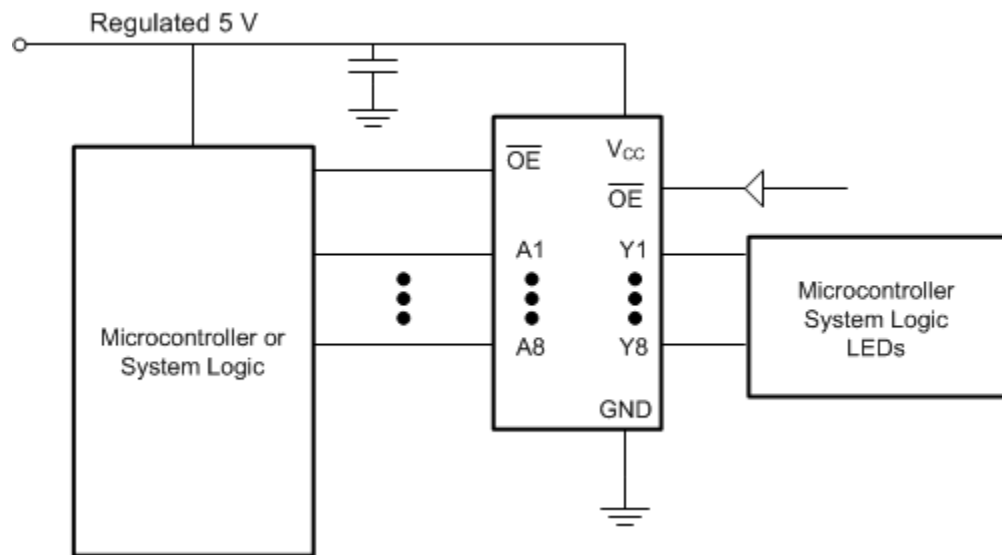 Regulated 5 V
OE
VCC
OE
A1
Y1
A8
Y8
GND
Microcontroller or
System Logic
Microcontroller
System Logic
LEDs